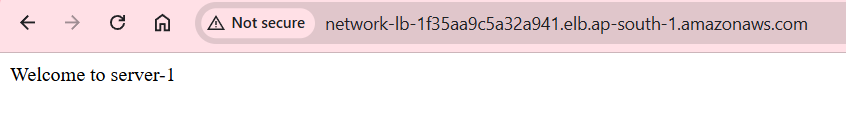 Not secure network-lb-1f35aa9c5a32a941.elb.ap-south-1.amazonaws.com
Welcome to server-1